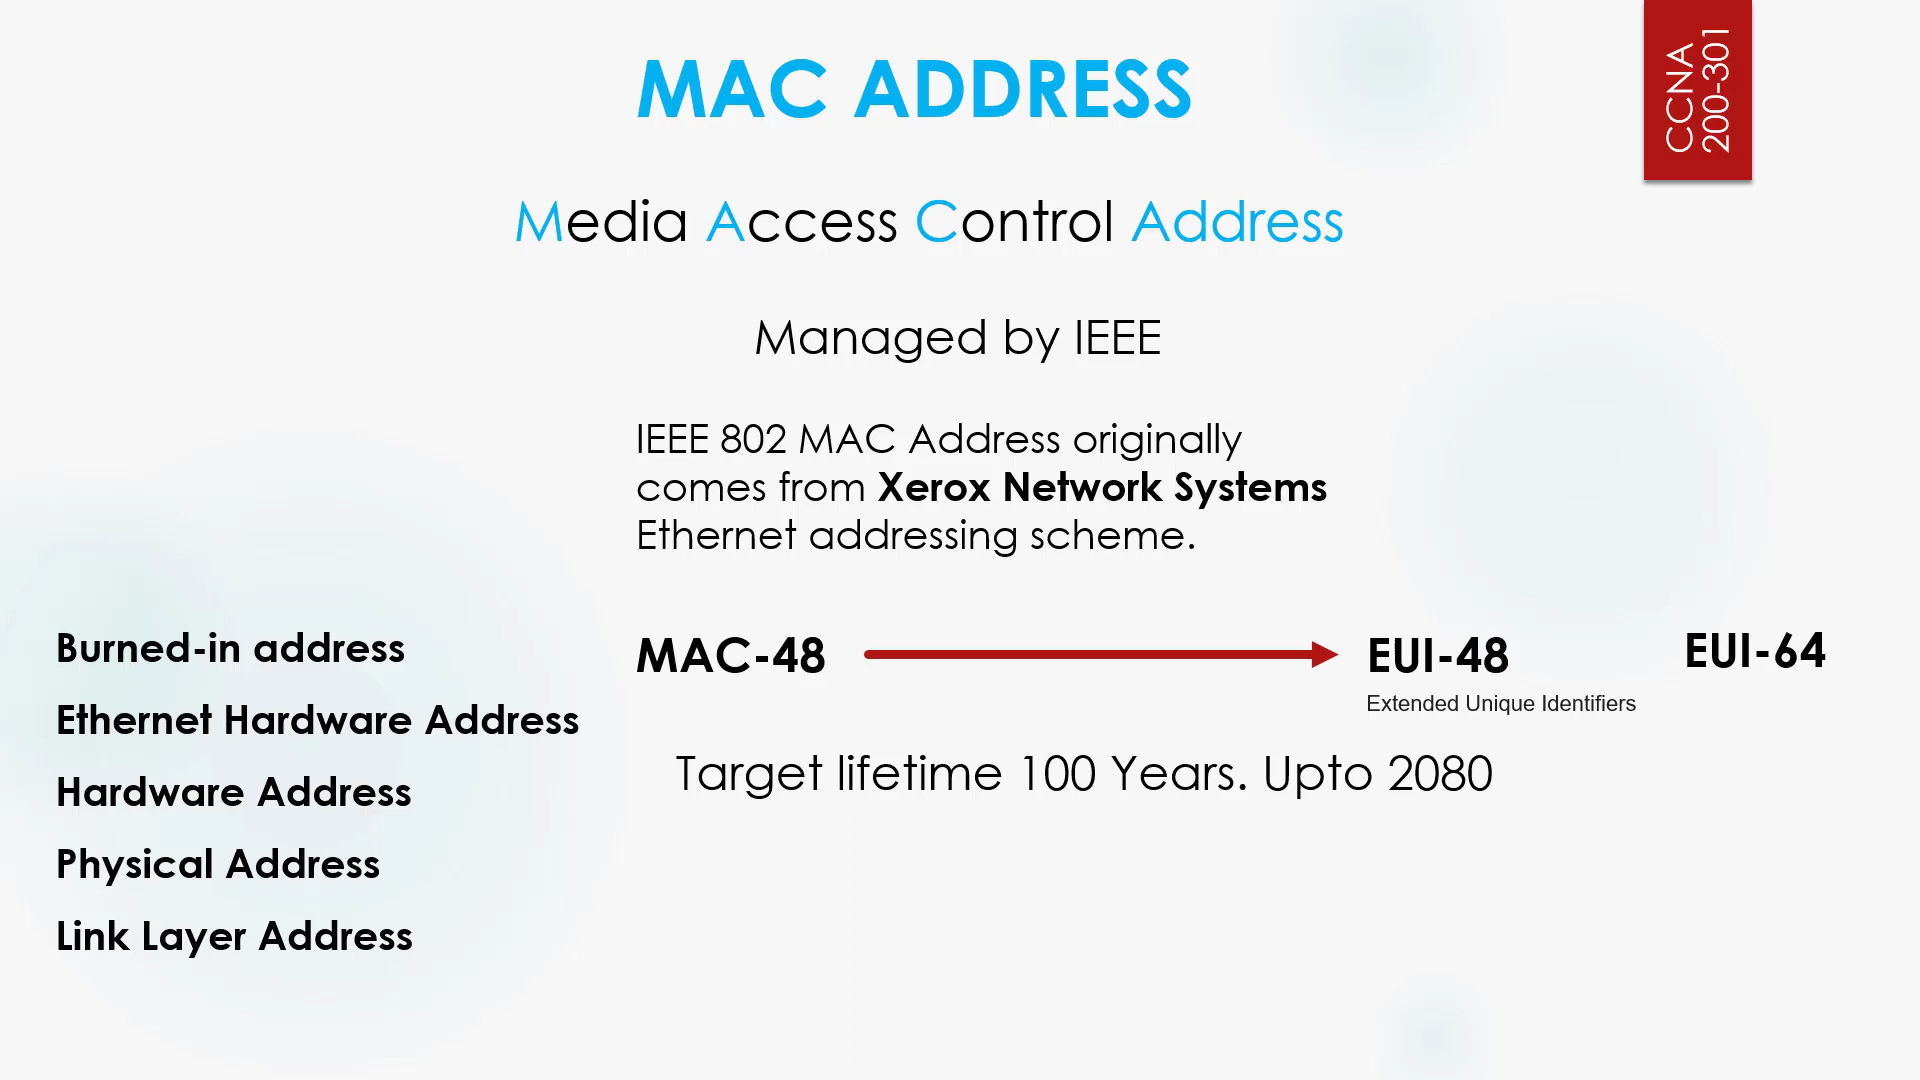 MAC ADDRESS
CCNA
200-301
Media Access Control Address
Managed by IEEE
IEEE 802 MAC Address originally
comes from Xerox Network Systems
Ethernet addressing scheme.
Burned-in address
Ethernet Hardware Address
Hardware Address
Physical Address
Link Layer Address
MAC-48
EUI-48
EUI-64
Extended Unique Identifiers
Target lifetime 100 Years. Upto 2080